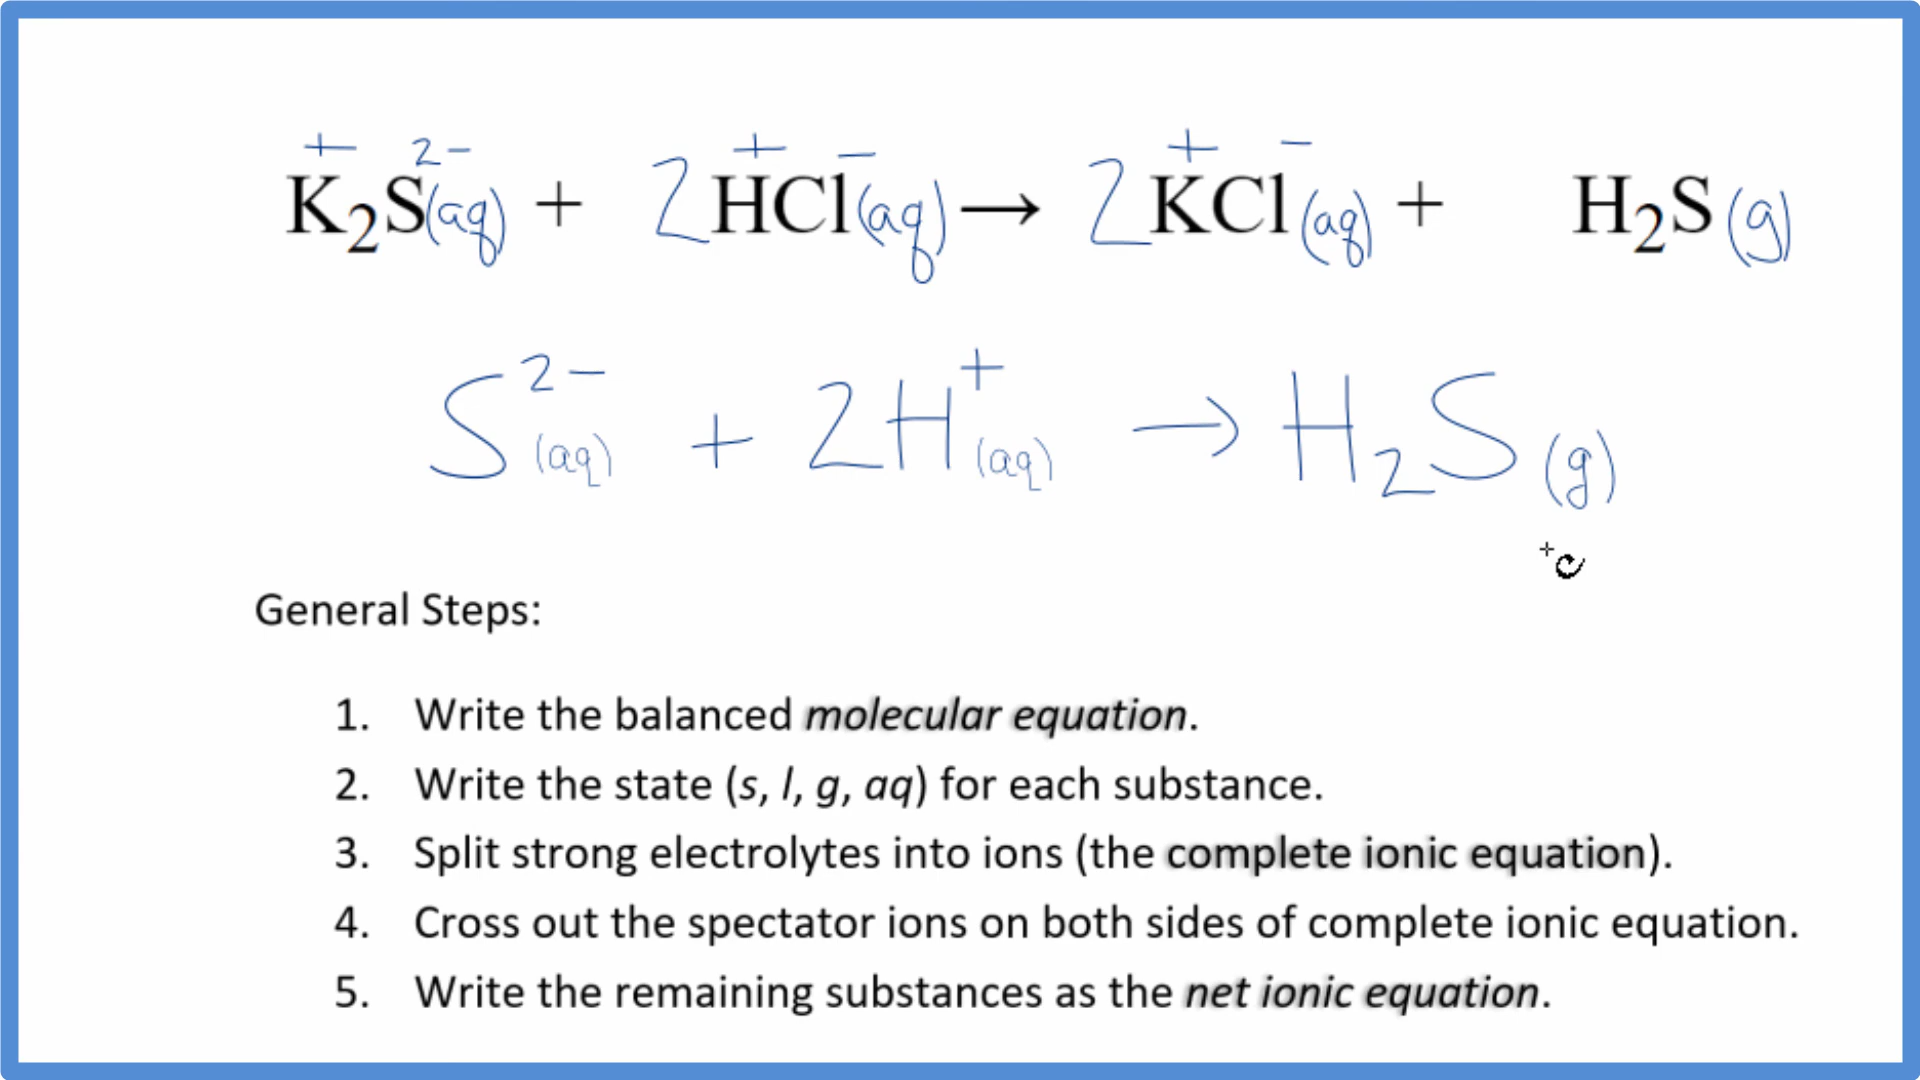 K₂S(aq) + 2HCl(aq) → 2KCl(aq) + H₂S(g)
+ 2- + - + -
S²⁻(aq) + 2H⁺(aq) → H₂S(g)
General Steps:
1. Write the balanced molecular equation.
2. Write the state (s, l, g, aq) for each substance.
3. Split strong electrolytes into ions (the complete ionic equation).
4. Cross out the spectator ions on both sides of complete ionic equation.
5. Write the remaining substances as the net ionic equation.